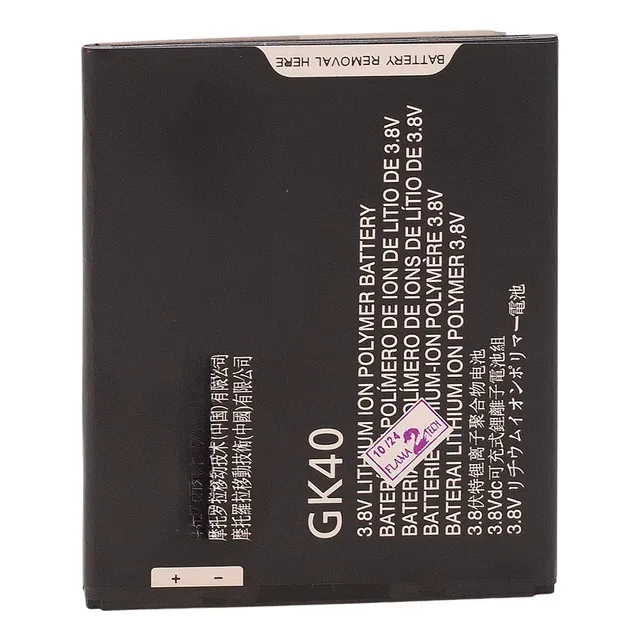 BATTERY REMOVAL HERE
GK40
3.8V LITHIUM ION POLYMER BATTERY
BATERÍ POLÍMERO DE ION DE LITIO DE 3.8V
BATERI POLÍMERO DE IONS DE LÍTIO DE 3.8V
BATTERIE LITHIUM-ION POLYMÈRE 3.8V
BATERAI LITHIUM ION POLYMER 3,8V
3.8伏特锂离子聚合物电池
3.8Vdc可充式鋰離子電池組
3.8V リチウムイオンポリマー電池
10/24
FLAMA 2 TECH
摩托罗拉移动技术(中国)有限公司
摩托羅拉移動技術(中國)有限公司
+ -